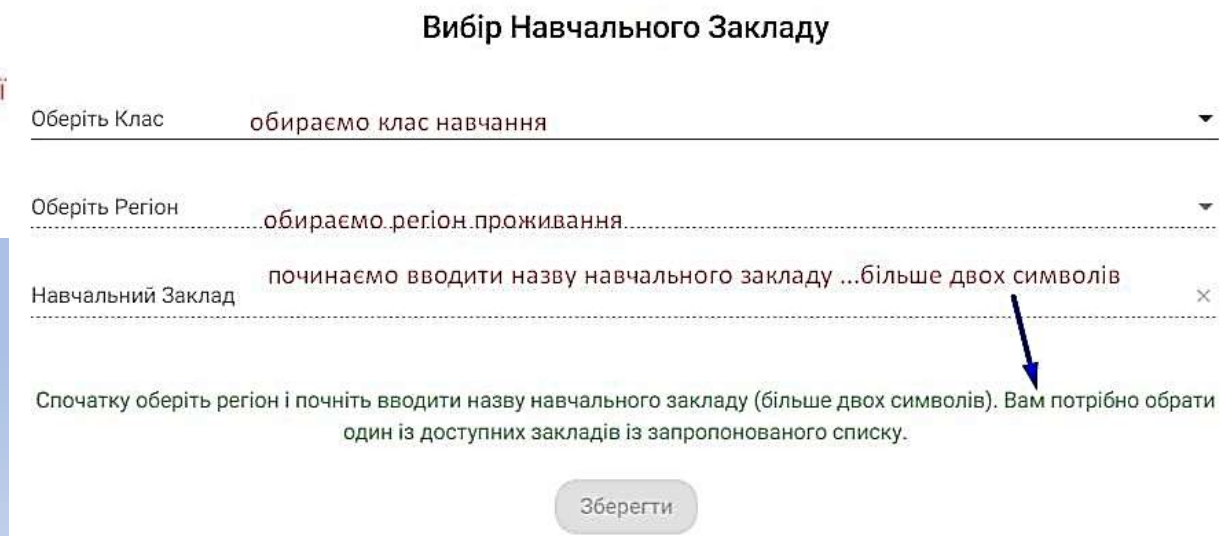 Вибір Навчального Закладу
ї
Оберіть Клас обираємо клас навчання
Оберіть Регіон обираємо регіон проживання
починаємо вводити назву навчального закладу ...більше двох символів
Навчальний Заклад ×
Спочатку оберіть регіон і почніть вводити назву навчального закладу (більше двох символів). Вам потрібно обрати
один із доступних закладів із запропонованого списку.
Зберегти